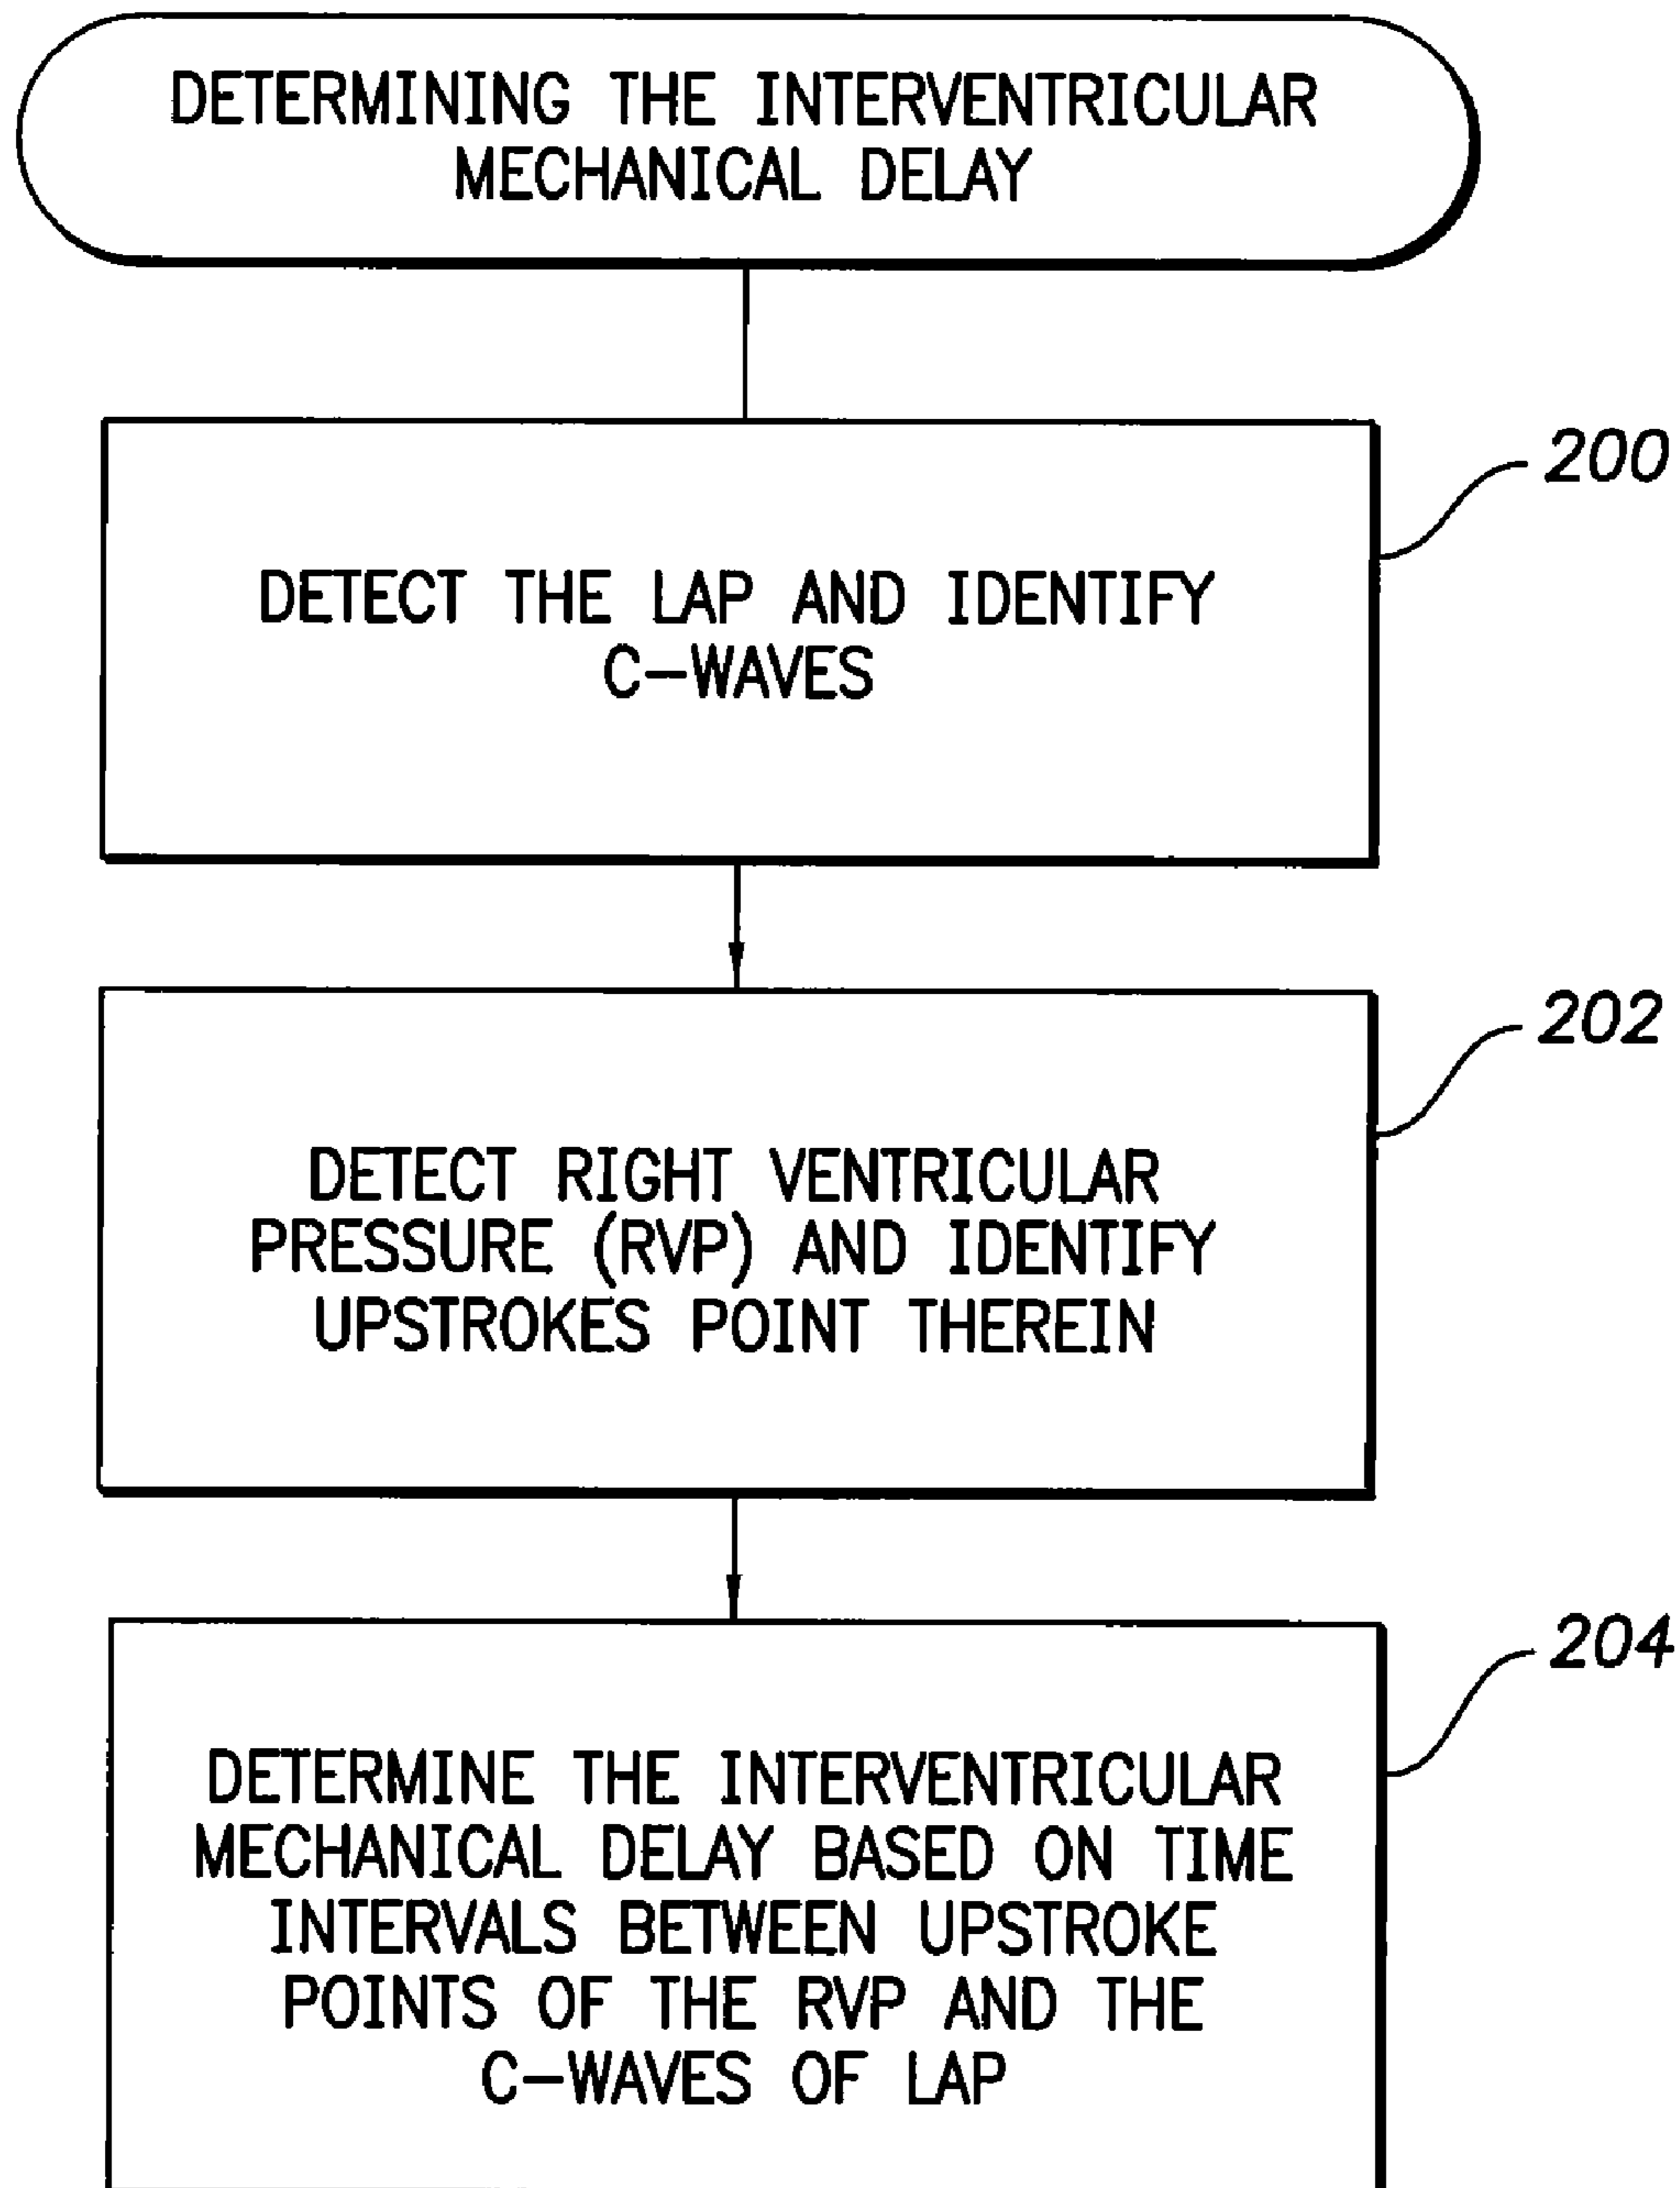 DETERMINING THE INTERVENTRICULAR
MECHANICAL DELAY
200
DETECT THE LAP AND IDENTIFY
C-WAVES
202
DETECT RIGHT VENTRICULAR
PRESSURE (RVP) AND IDENTIFY
UPSTROKES POINT THEREIN
204
DETERMINE THE INTERVENTRICULAR
MECHANICAL DELAY BASED ON TIME
INTERVALS BETWEEN UPSTROKE
POINTS OF THE RVP AND THE
C-WAVES OF LAP